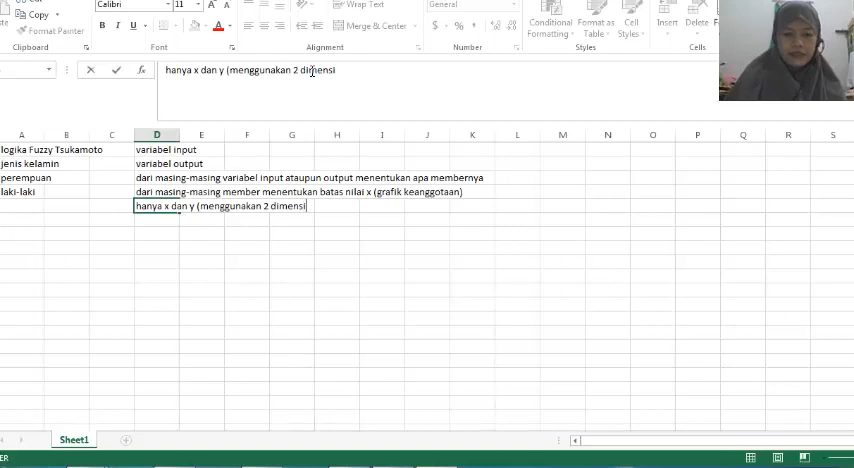 Cut
Calibri 11
Wrap Text
General
Copy
Format Painter
B I U A
Merge & Center
$ % ,
Conditional Formatting
Format as Table
Cell Styles
Insert
Delete
Clipboard
Font
Alignment
Number
Styles
Cells
fx hanya x dan y (menggunakan 2 dimensi
A B C D E F G H I J K L M N O P Q R S
logika Fuzzy Tsukamoto variabel input
jenis kelamin variabel output
perempuan dari masing-masing variabel input ataupun output menentukan apa membernya
laki-laki dari masing-masing member menentukan batas nilai x (grafik keanggotaan)
hanya x dan y (menggunakan 2 dimensi
Sheet1